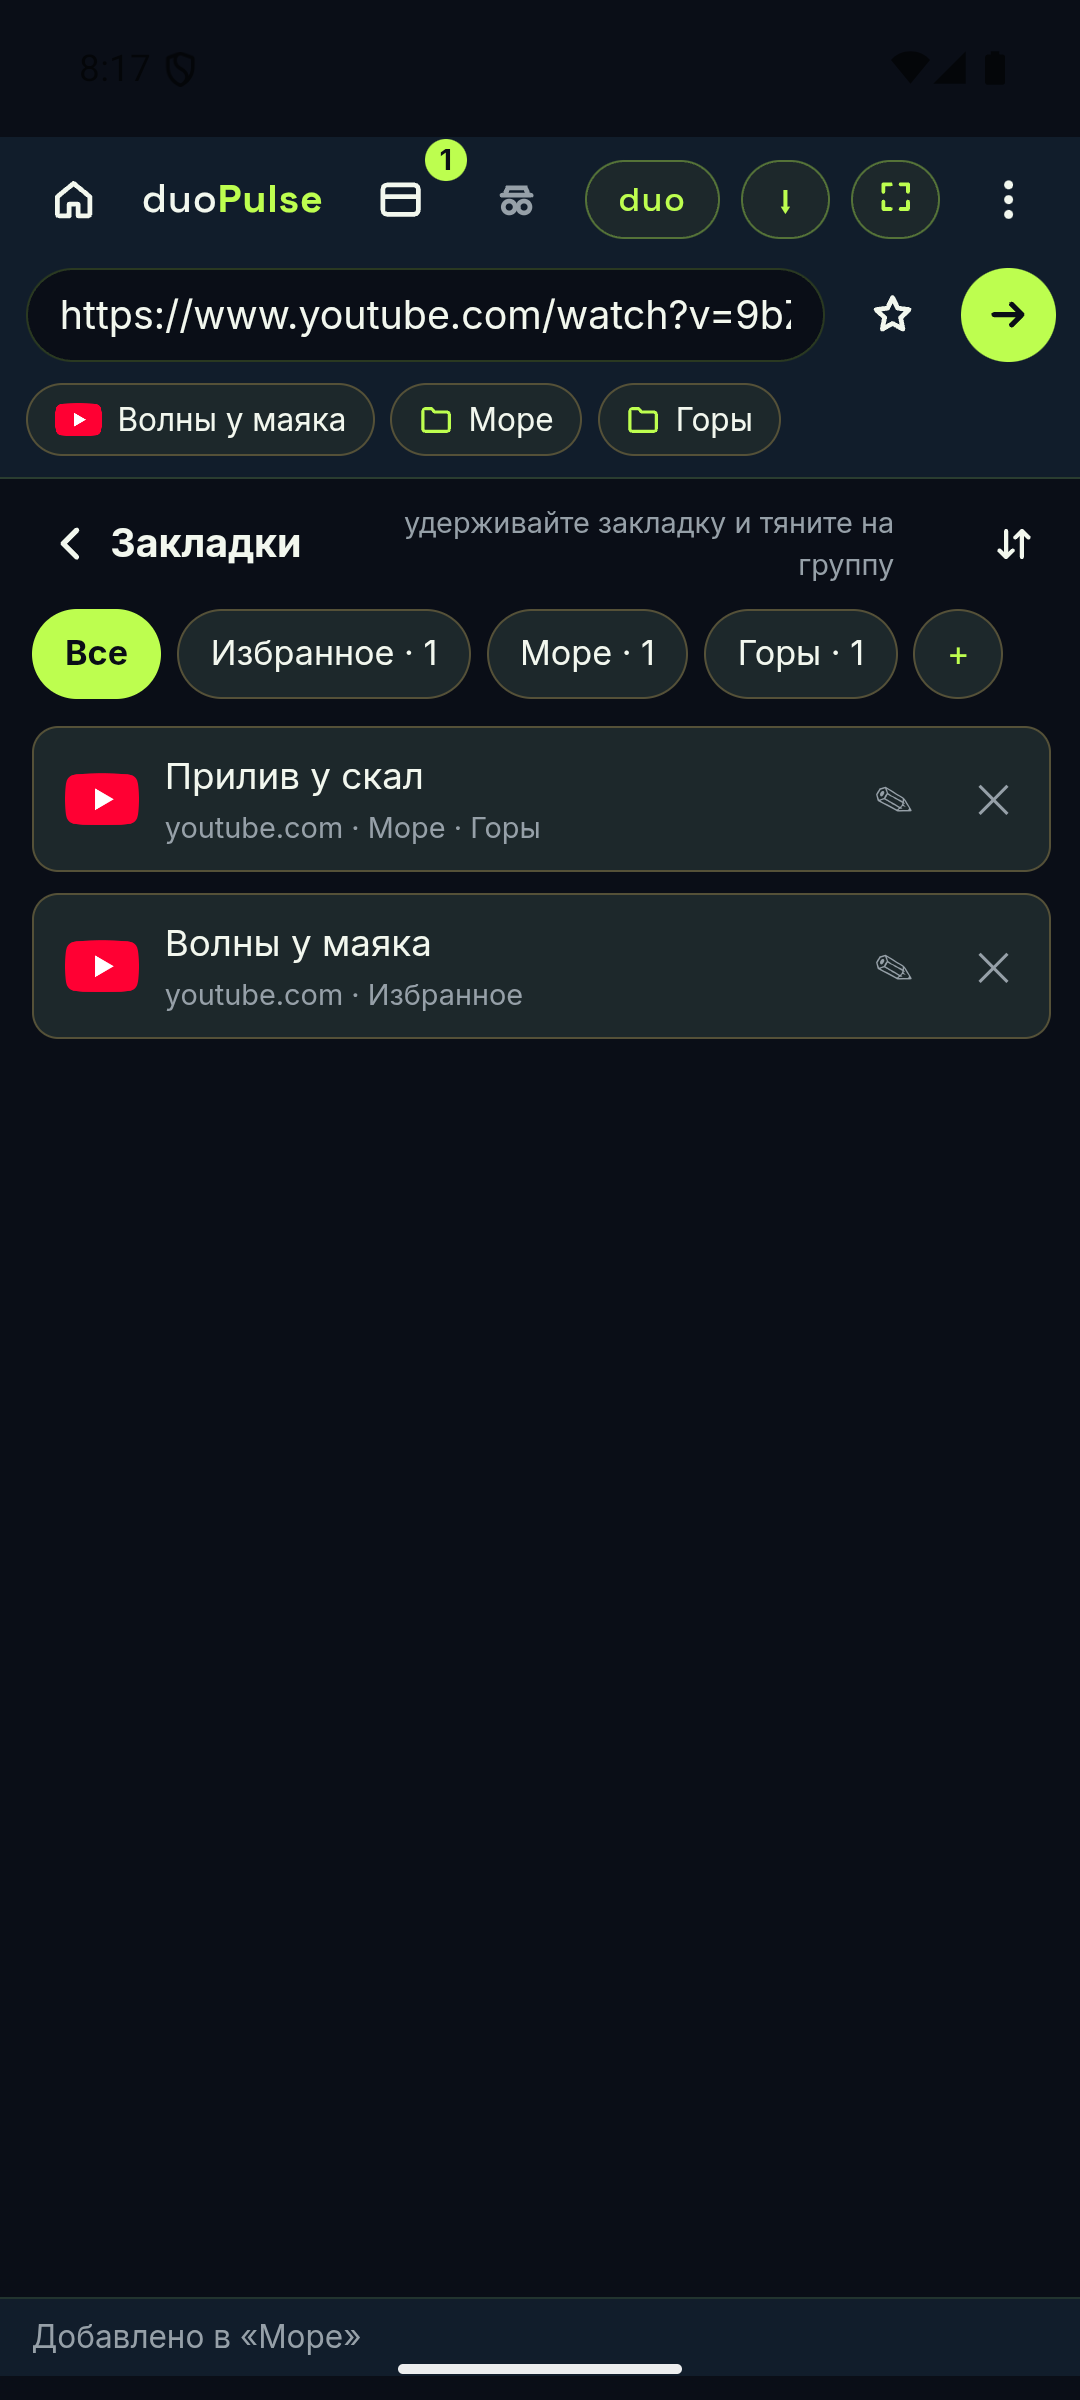 8:17
1
duoPulse
duo
https://www.youtube.com/watch?v=9b
Волны у маяка
Море
Горы
Закладки
удерживайте закладку и тяните на
группу
Все
Избранное · 1
Море · 1
Горы · 1
+
Прилив у скал
youtube.com · Море · Горы
Волны у маяка
youtube.com · Избранное
Добавлено в «Море»